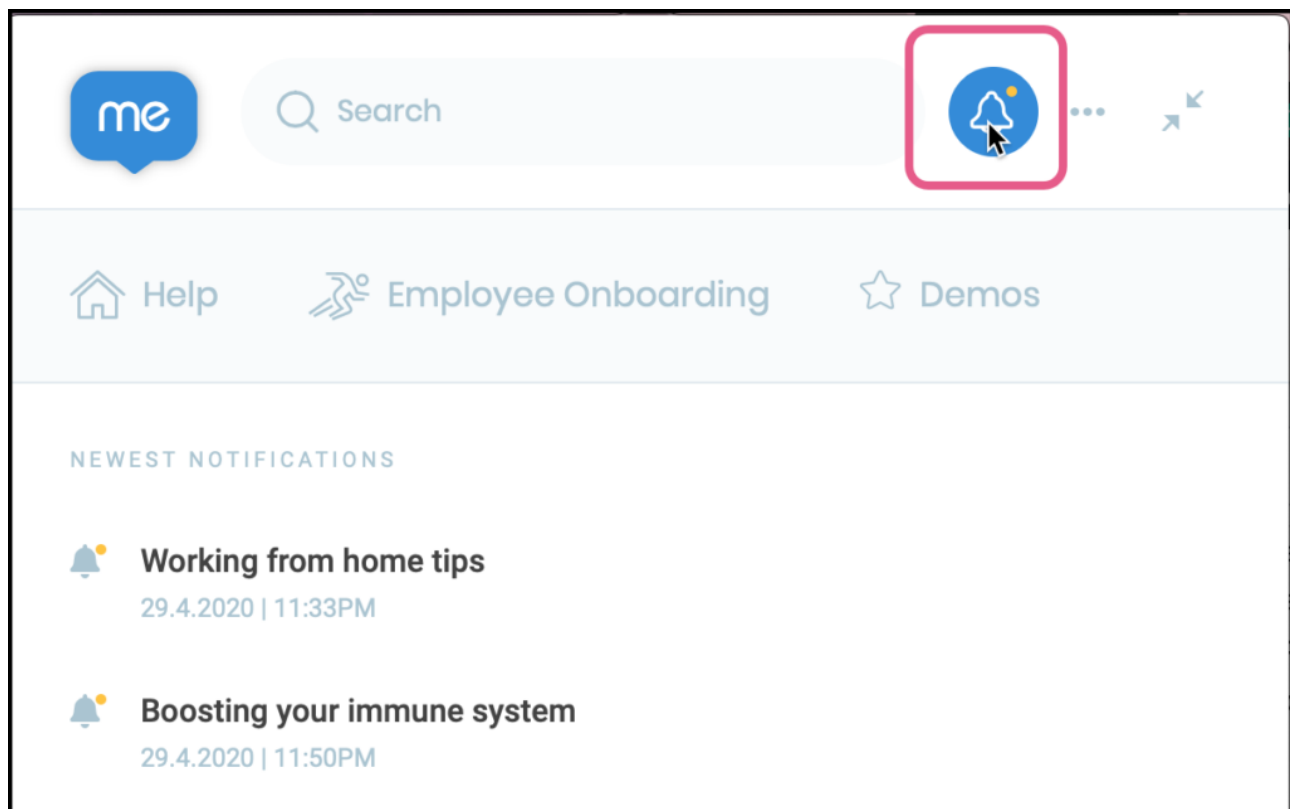 me
Search
Help
Employee Onboarding
Demos
NEWEST NOTIFICATIONS
Working from home tips
29.4.2020 | 11:33PM
Boosting your immune system
29.4.2020 | 11:50PM